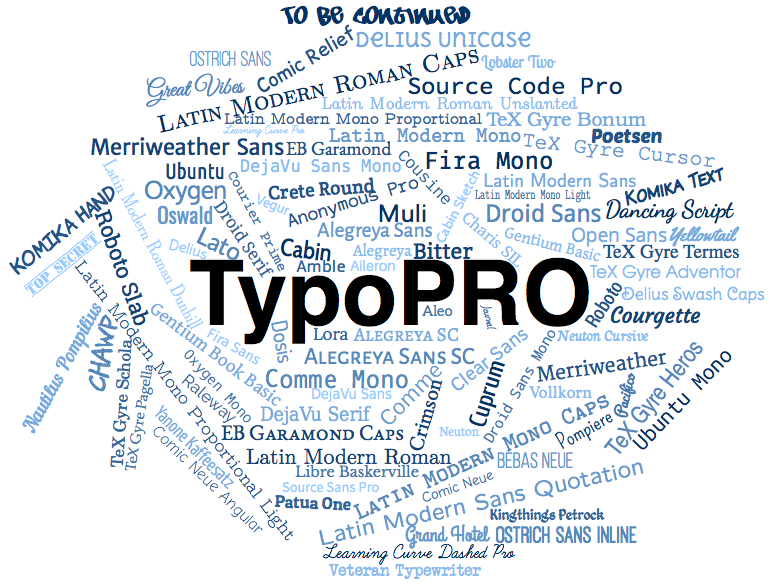 TO BE CONTINUED
OSTRICH SANS
Comic Relief
DELIUS UNICASE
Great Vibes
LATIN MODERN ROMAN CAPS
Lobster Two
Source Code Pro
Latin Modern Roman Unslanted
Latin Modern Mono Proportional
TeX Gyre Bonum
Learning Curve Pro
Latin Modern Mono
Poetsen
TeX Gyre Cursor
Merriweather Sans
EB Garamond
Cousine
Fira Mono
DejaVu Sans Mono
Ubuntu
Oxygen
Courier Prime
Crete Round
Anonymous Pro
Cabin Sketch
Latin Modern Sans
Latin Modern Mono Light
KOMIKA TEXT
KOMIKA HAND
Latin Modern Roman Dunhill
Oswald
Droid Serif
Vegur
Muli
Droid Sans
Dancing Script
TOP SECRET
Roboto Slab
Delius
Lato
Cabin
Alegreya Sans
Charis SIL
Gentium Basic
Open Sans
Yellowtail
Alegreya
Bitter
TeX Gyre Termes
Amble
Aileron
TeX Gyre Adventor
TypoPRO
Aleo
Roboto
Delius Swash Caps
Courgette
Nautilus Pompilius
CHAWP
Latin Modern Mono Proportional Light
Gentium Book Basic
Fira Sans
Dosis
Lora
ALEGREYA SC
Clear Sans
Neuton Cursive
TeX Gyre Schola
TeX Gyre Pagella
Oxygen Mono
Raleway
ALEGREYA SANS SC
Comme Mono
DejaVu Sans
Comme
Crimson
Cuprum
Droid Sans Mono
Merriweather
Vollkorn
Pacifico
TeX Gyre Heros
Ubuntu Mono
Yanone Kaffeesatz
Comic Neue Angular
DejaVu Serif
EB GARAMOND CAPS
Neuton
Pompiere
Latin Modern Roman
Libre Baskerville
LATIN MODERN MONO CAPS
BEBAS NEUE
Source Sans Pro
Comic Neue
Patua One
Latin Modern Sans Quotation
Kingthings Petrock
Grand Hotel
OSTRICH SANS INLINE
Learning Curve Dashed Pro
Veteran Typewriter